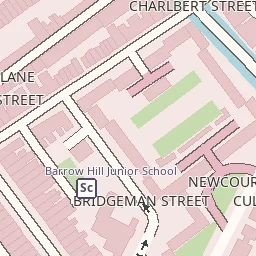 CHARLBERT STREET
LANE
STREET
Barrow Hill Junior School
Sc
BRIDGEMAN STREET
NEWCOUR
CUL